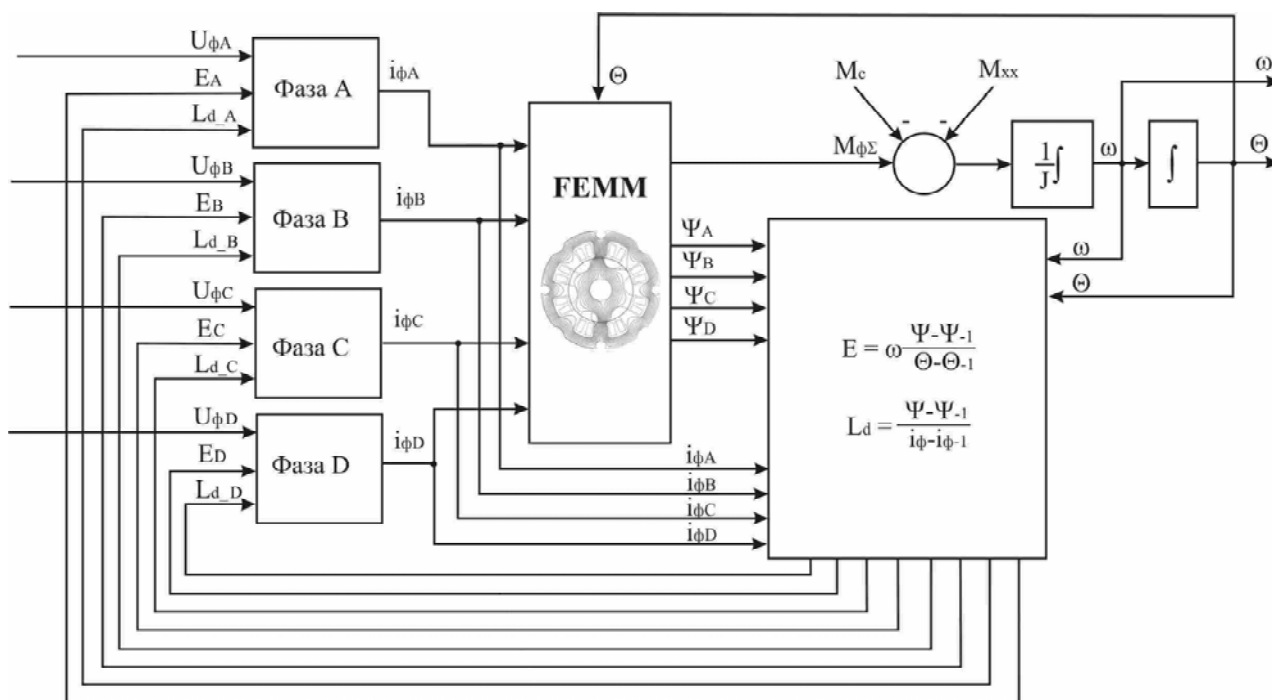 UфA
EA
Ld_A
Фаза A
iфA
UфB
EB
Ld_B
Фаза B
iфB
UфC
EC
Ld_C
Фаза C
iфC
UфD
ED
Ld_D
Фаза D
iфD
Θ
FEMM
Mc
Mxx
- -
MфΣ
1/J ∫
ω
∫
ω
Θ
ΨA
ΨB
ΨC
ΨD
ω
Θ
E = ω Ψ-Ψ-1 / Θ-Θ-1
Ld = Ψ-Ψ-1 / iф-iф-1
iфA
iфB
iфC
iфD